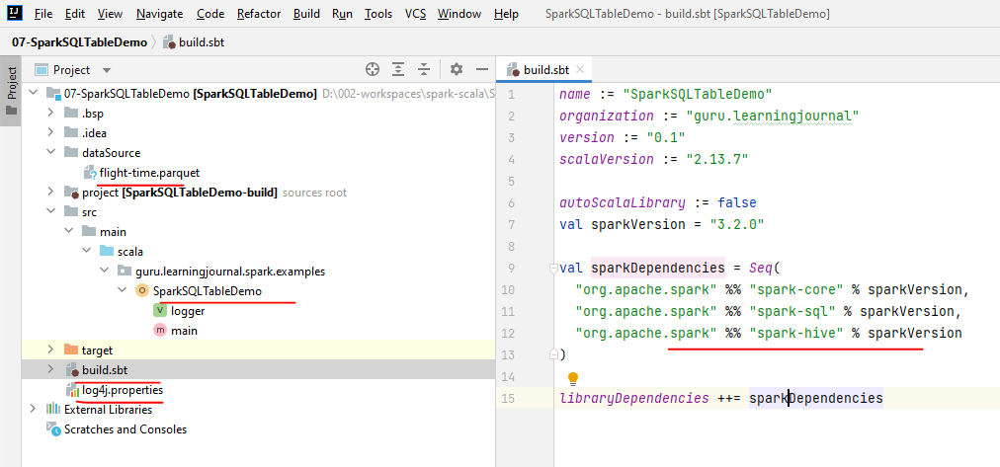 File Edit View Navigate Code Refactor Build Run Tools VCS Window Help SparkSQLTableDemo - build.sbt [SparkSQLTableDemo]
07-SparkSQLTableDemo build.sbt
Project
Project
build.sbt
07-SparkSQLTableDemo [SparkSQLTableDemo] D:\002-workspaces\spark-scala\S
.bsp
.idea
dataSource
flight-time.parquet
project [SparkSQLTableDemo-build] sources root
src
main
scala
guru.learningjournal.spark.examples
SparkSQLTableDemo
logger
main
target
build.sbt
log4j.properties
External Libraries
Scratches and Consoles
1 name := "SparkSQLTableDemo"
2 organization := "guru.learningjournal"
3 version := "0.1"
4 scalaVersion := "2.13.7"
5
6 autoScalaLibrary := false
7 val sparkVersion = "3.2.0"
8
9 val sparkDependencies = Seq(
10 "org.apache.spark" %% "spark-core" % sparkVersion,
11 "org.apache.spark" %% "spark-sql" % sparkVersion,
12 "org.apache.spark" %% "spark-hive" % sparkVersion
13 )
14
15 libraryDependencies ++= sparkDependencies